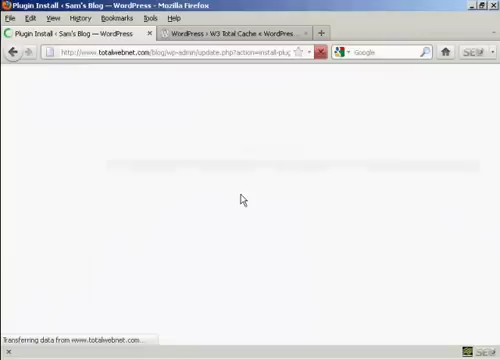 Plugin Install ‹ Sam's Blog — WordPress - Mozilla Firefox
File Edit View History Bookmarks Tools Help
Plugin Install ‹ Sam's Blog — WordPress
WordPress › W3 Total Cache « WordPres...
http://www.totalwebnet.com/blog/wp-admin/update.php?action=install-plug
Google
Transferring data from www.totalwebnet.com...